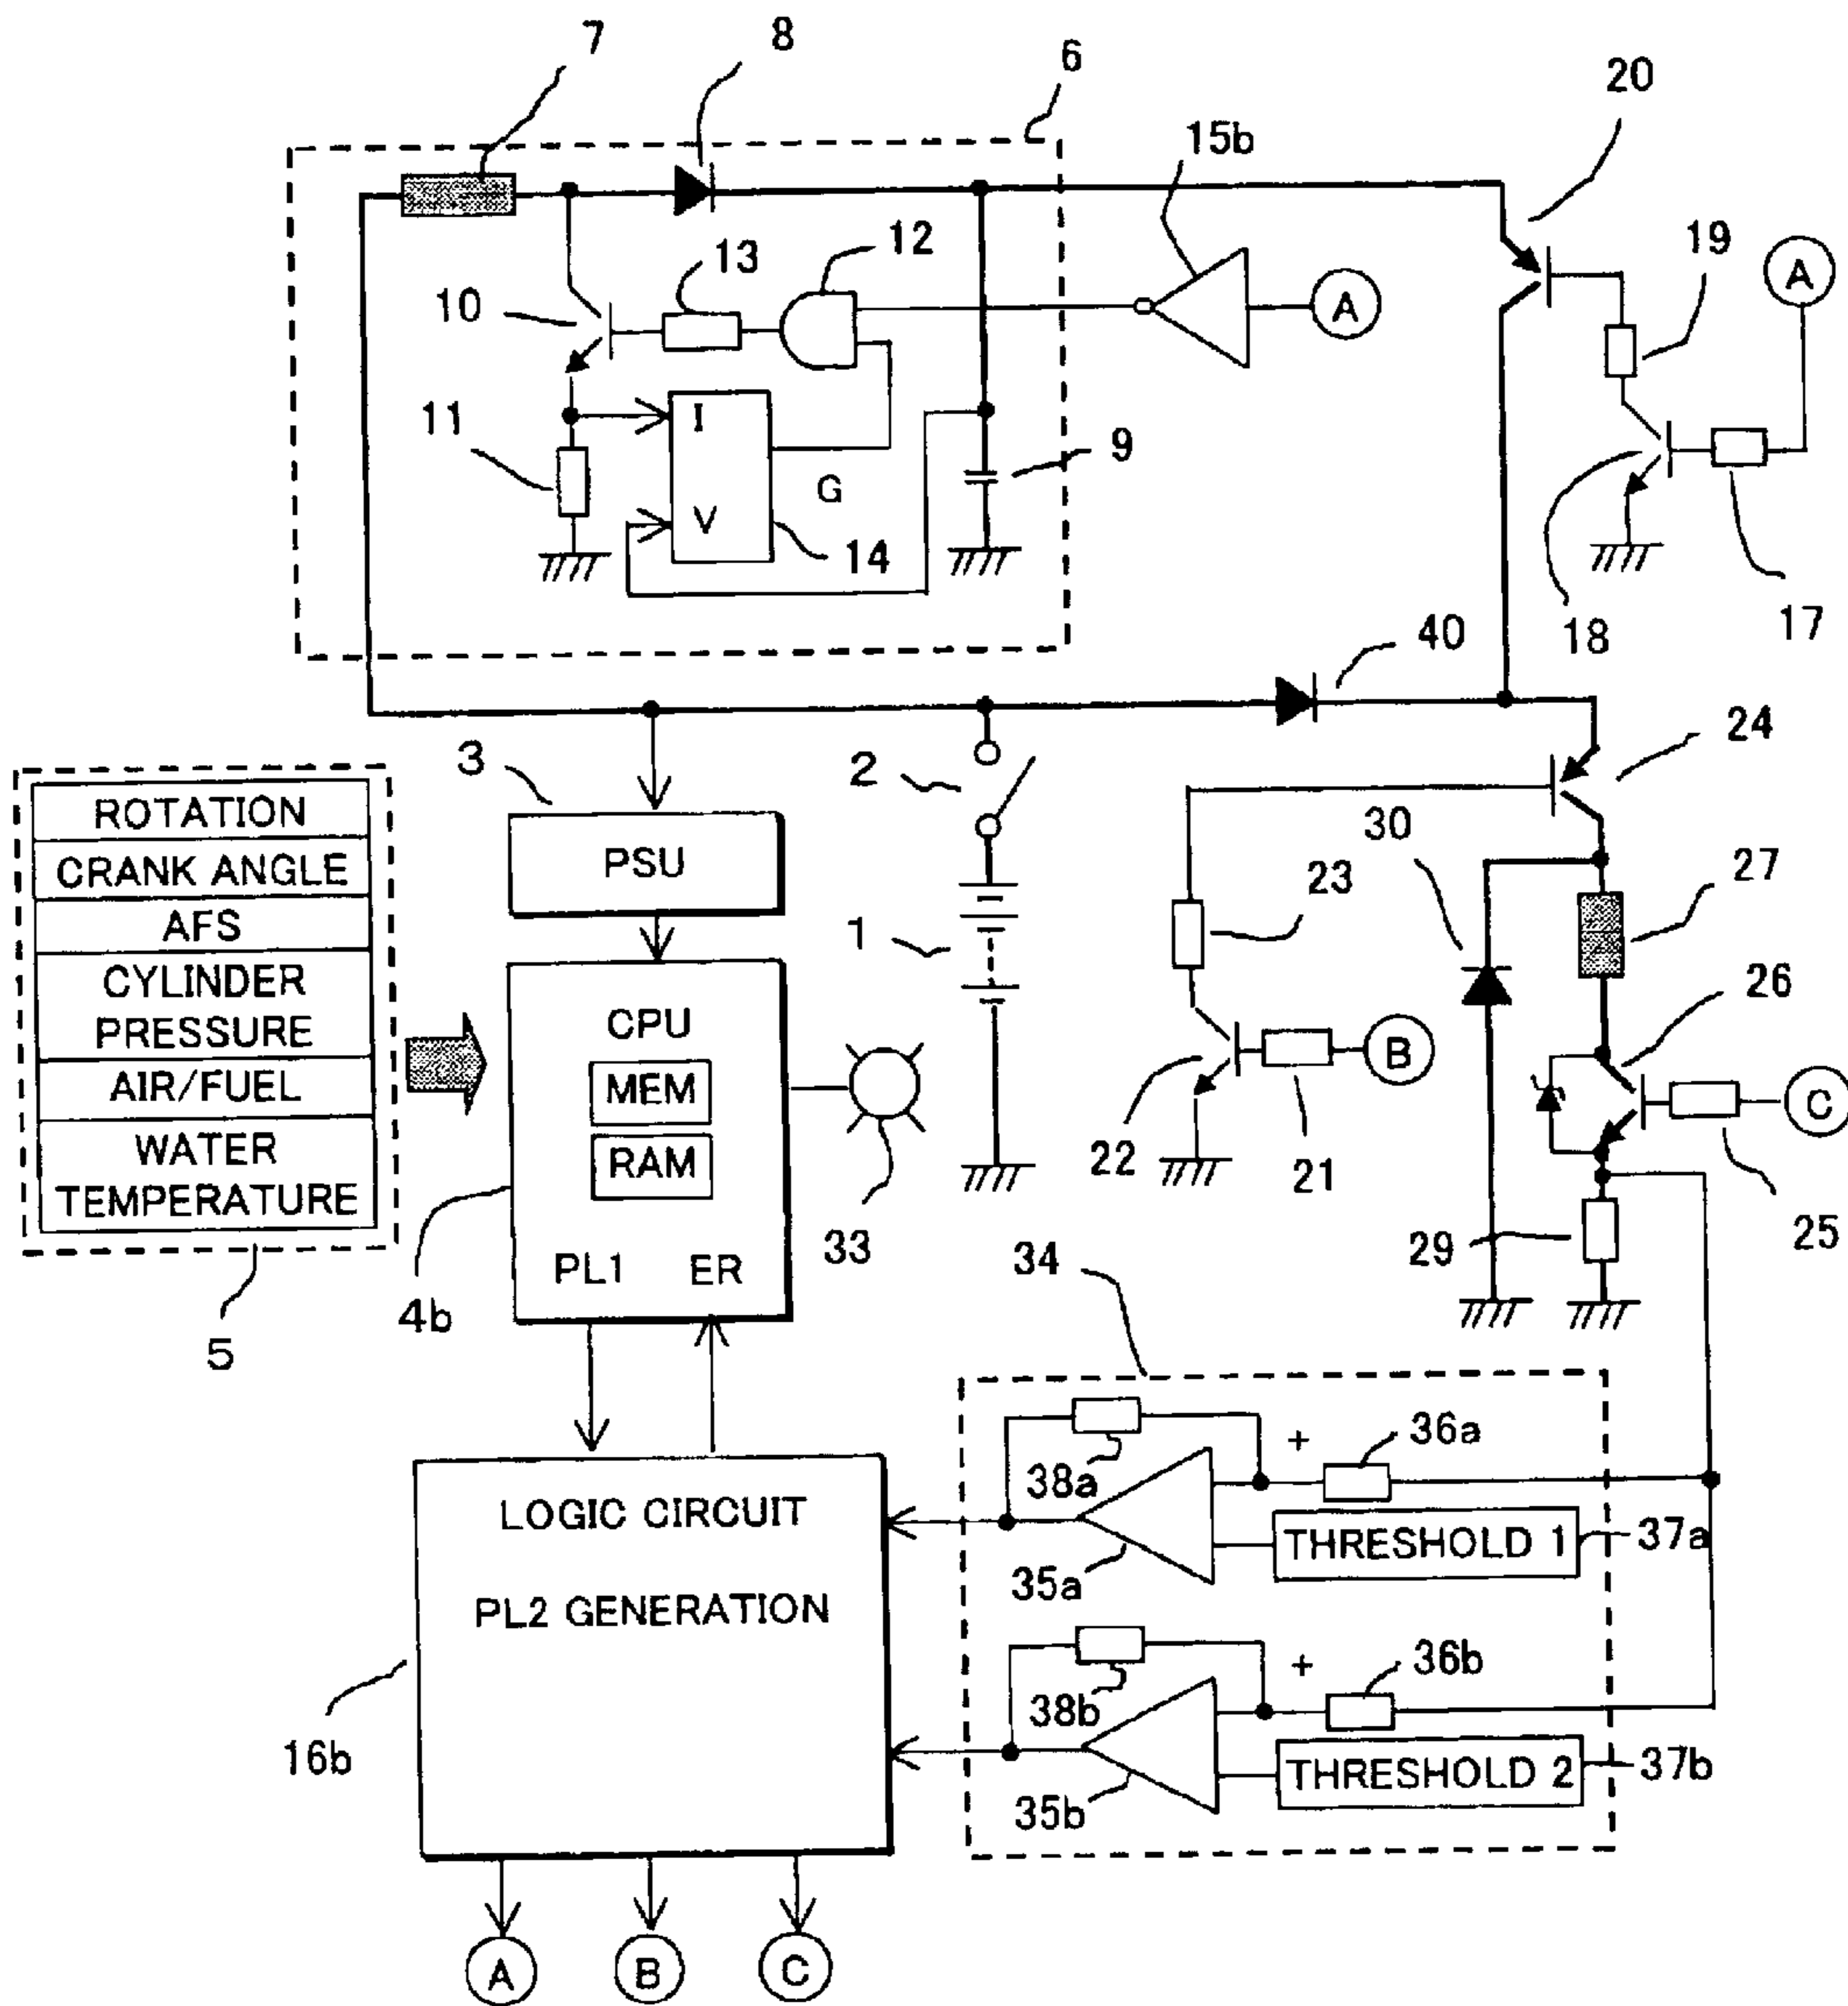 7
8
6
20
15b
13
12
19
A
A
10
11
I
V
G
14
9
18
17
40
3
2
24
ROTATION
CRANK ANGLE
AFS
CYLINDER
PRESSURE
AIR/FUEL
WATER
TEMPERATURE
5
PSU
1
30
23
27
26
CPU
MEM
RAM
PL1 ER
4b
33
B
22
21
C
25
29
34
LOGIC CIRCUIT
PL2 GENERATION
16b
38a
+
36a
35a
THRESHOLD 1
37a
38b
+
36b
35b
THRESHOLD 2
37b
A
B
C